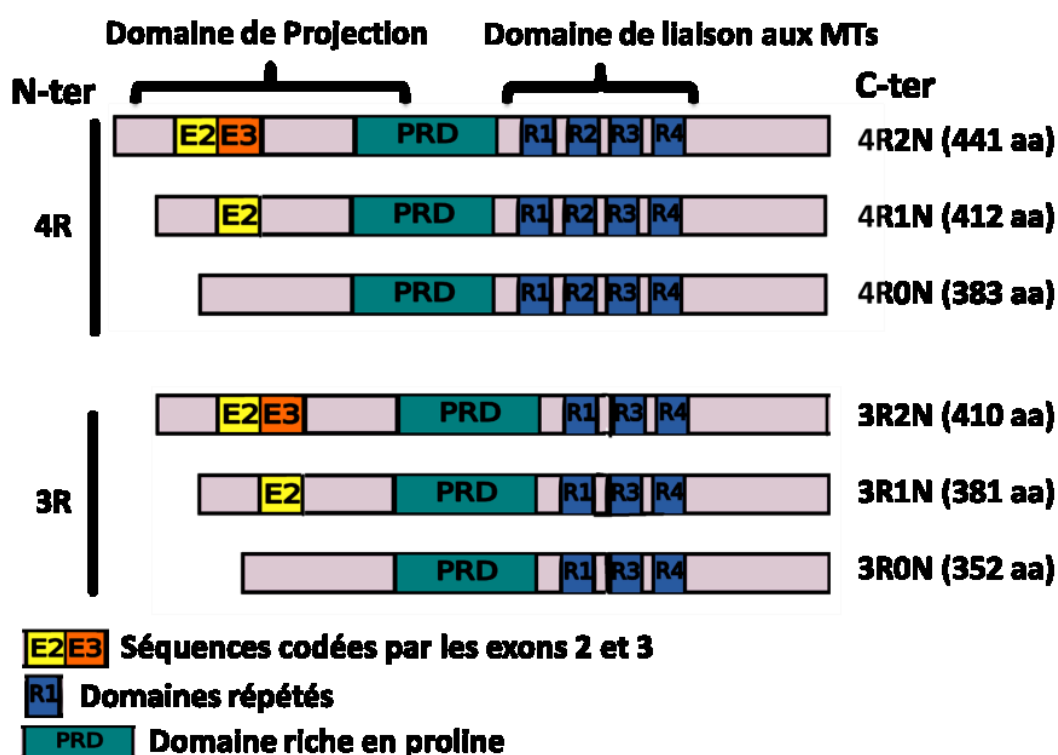 Domaine de Projection Domaine de liaison aux MTs
N-ter C-ter
E2 E3 PRD R1 R2 R3 R4 4R2N (441 aa)
4R E2 PRD R1 R2 R3 R4 4R1N (412 aa)
PRD R1 R2 R3 R4 4R0N (383 aa)
E2 E3 PRD R1 R3 R4 3R2N (410 aa)
3R E2 PRD R1 R3 R4 3R1N (381 aa)
PRD R1 R3 R4 3R0N (352 aa)
E2 E3 Séquences codées par les exons 2 et 3
R1 Domaines répétés
PRD Domaine riche en proline